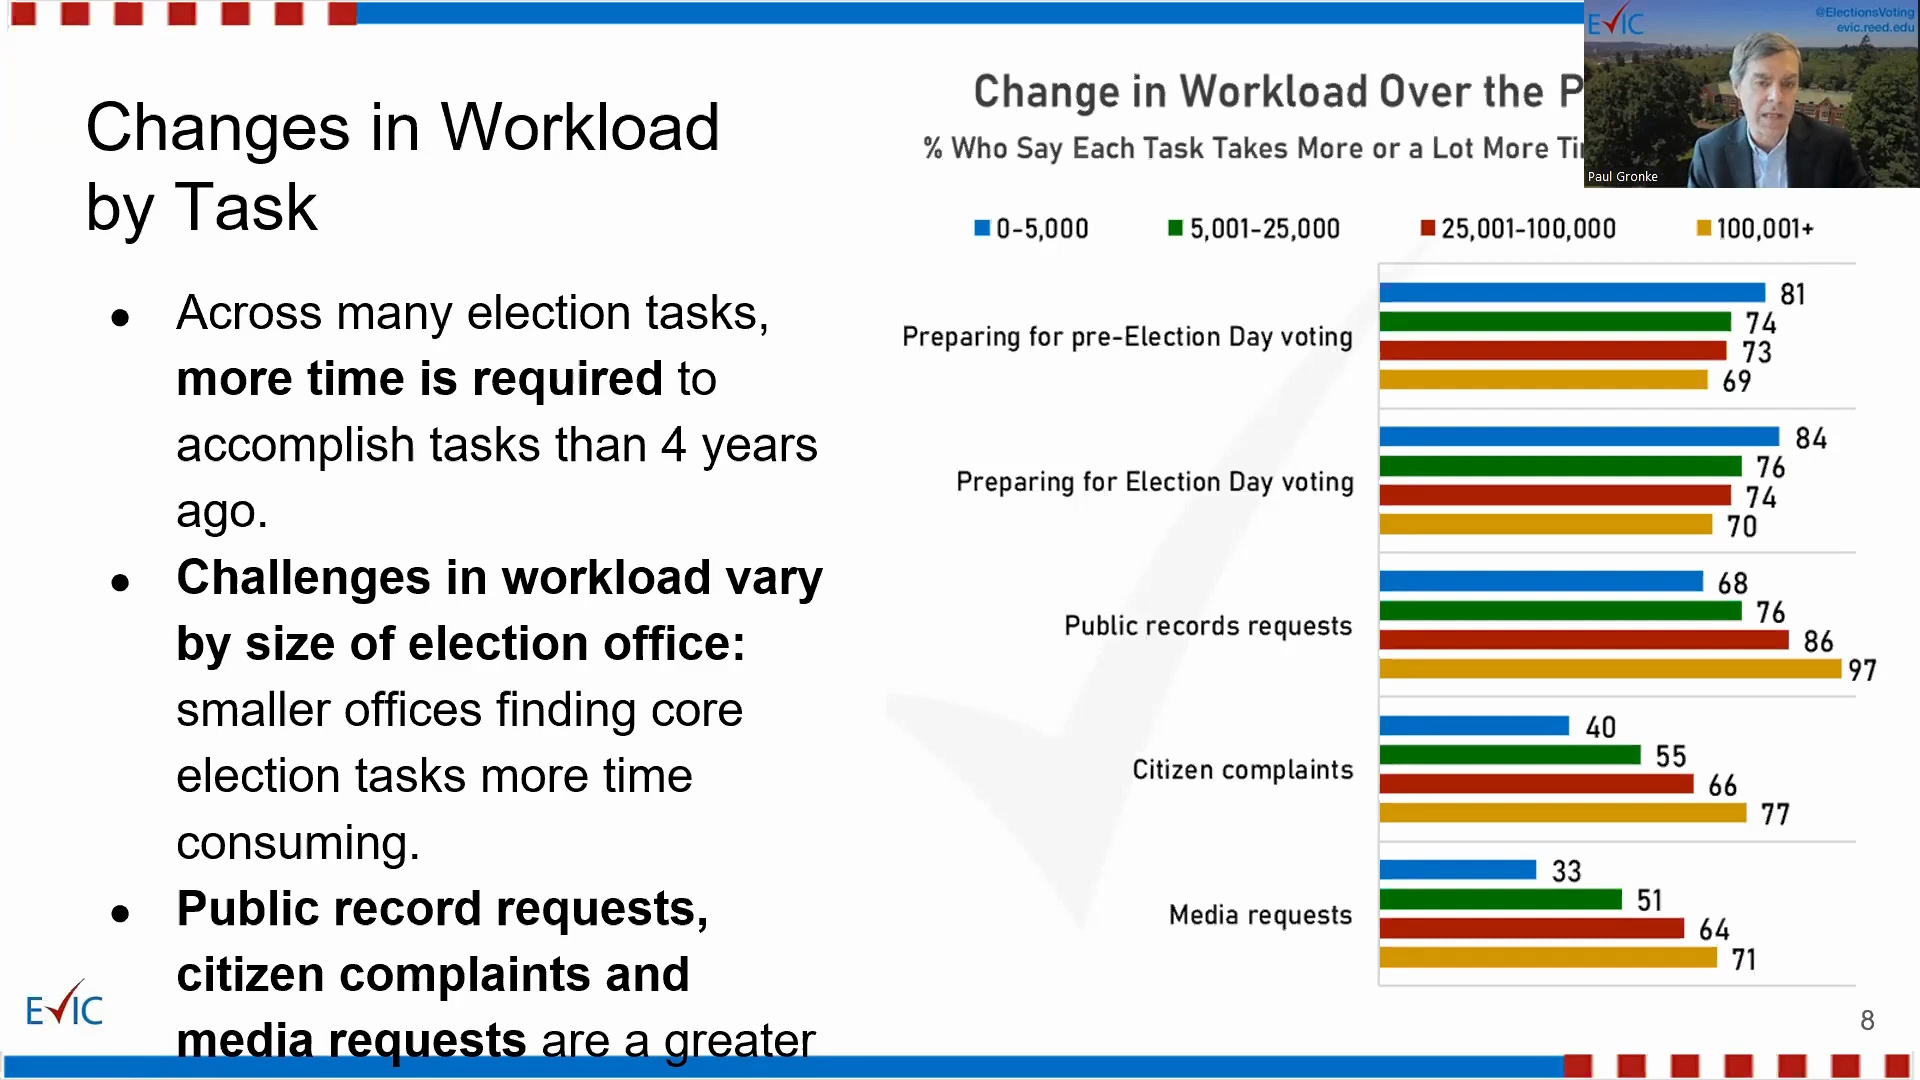 Changes in Workload
by Task
● Across many election tasks,
more time is required to
accomplish tasks than 4 years
ago.
● Challenges in workload vary
by size of election office:
smaller offices finding core
election tasks more time
consuming.
● Public record requests,
citizen complaints and
media requests are a greater
EVIC
Change in Workload Over the P
% Who Say Each Task Takes More or a Lot More Ti
0-5,000 5,001-25,000 25,001-100,000 100,001+
Preparing for pre-Election Day voting
81
74
73
69
Preparing for Election Day voting
84
76
74
70
Public records requests
68
76
86
97
Citizen complaints
40
55
66
77
Media requests
33
51
64
71
EVIC
@ElectionsVoting
evic.reed.edu
Paul Gronke
8